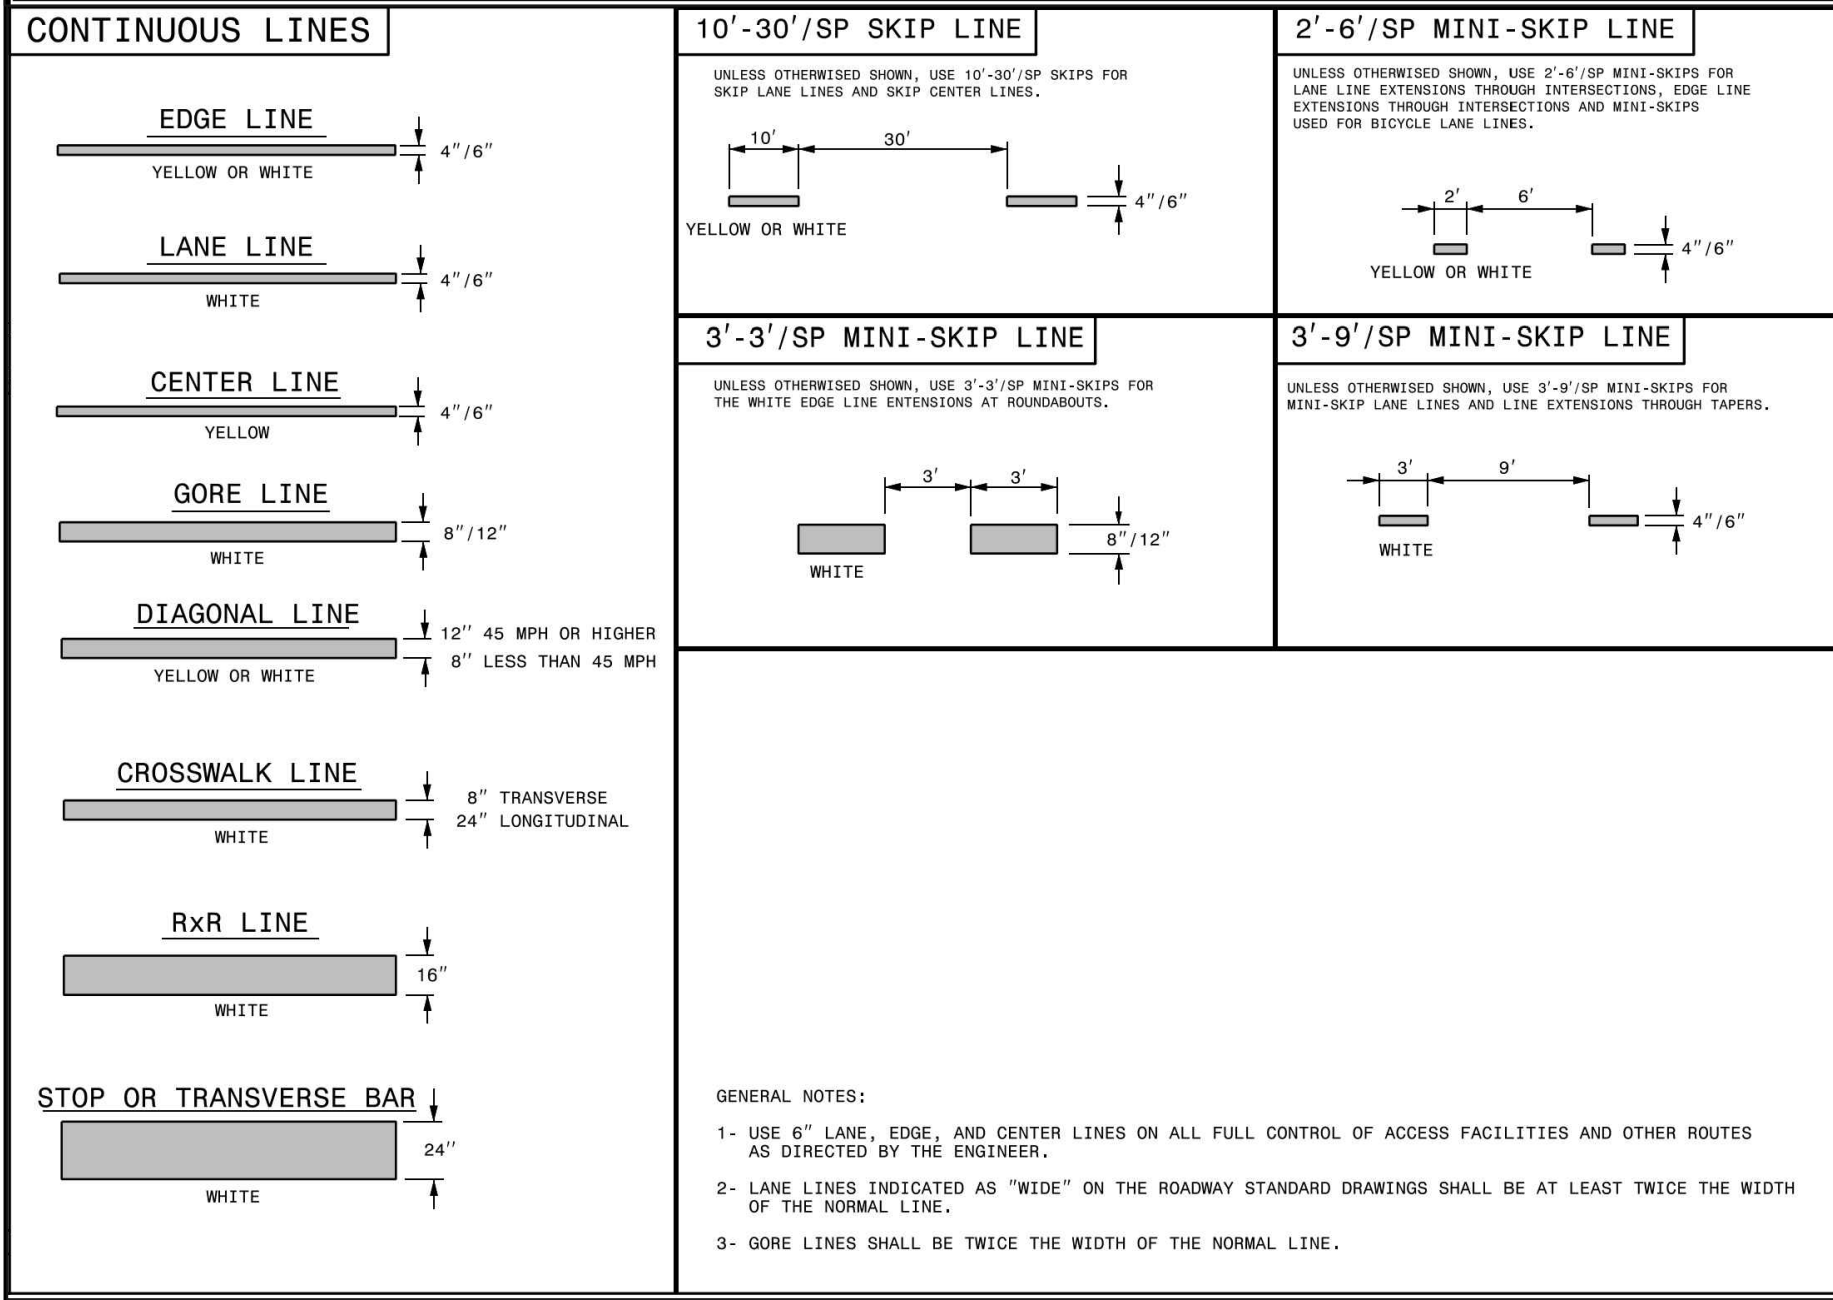 CONTINUOUS LINES
EDGE LINE
4"/6"
YELLOW OR WHITE
LANE LINE
4"/6"
WHITE
CENTER LINE
4"/6"
YELLOW
GORE LINE
8"/12"
WHITE
DIAGONAL LINE
12'' 45 MPH OR HIGHER
8'' LESS THAN 45 MPH
YELLOW OR WHITE
CROSSWALK LINE
8" TRANSVERSE
24" LONGITUDINAL
WHITE
RxR LINE
16"
WHITE
STOP OR TRANSVERSE BAR
24''
WHITE
10'-30'/SP SKIP LINE
UNLESS OTHERWISED SHOWN, USE 10'-30'/SP SKIPS FOR
SKIP LANE LINES AND SKIP CENTER LINES.
10' 30'
4"/6"
YELLOW OR WHITE
2'-6'/SP MINI-SKIP LINE
UNLESS OTHERWISED SHOWN, USE 2'-6'/SP MINI-SKIPS FOR
LANE LINE EXTENSIONS THROUGH INTERSECTIONS, EDGE LINE
EXTENSIONS THROUGH INTERSECTIONS AND MINI-SKIPS
USED FOR BICYCLE LANE LINES.
2' 6'
4"/6"
YELLOW OR WHITE
3'-3'/SP MINI-SKIP LINE
UNLESS OTHERWISED SHOWN, USE 3'-3'/SP MINI-SKIPS FOR
THE WHITE EDGE LINE ENTENSIONS AT ROUNDABOUTS.
3' 3'
8"/12"
WHITE
3'-9'/SP MINI-SKIP LINE
UNLESS OTHERWISED SHOWN, USE 3'-9'/SP MINI-SKIPS FOR
MINI-SKIP LANE LINES AND LINE EXTENSIONS THROUGH TAPERS.
3' 9'
4"/6"
WHITE
GENERAL NOTES:
1- USE 6" LANE, EDGE, AND CENTER LINES ON ALL FULL CONTROL OF ACCESS FACILITIES AND OTHER ROUTES
AS DIRECTED BY THE ENGINEER.
2- LANE LINES INDICATED AS "WIDE" ON THE ROADWAY STANDARD DRAWINGS SHALL BE AT LEAST TWICE THE WIDTH
OF THE NORMAL LINE.
3- GORE LINES SHALL BE TWICE THE WIDTH OF THE NORMAL LINE.